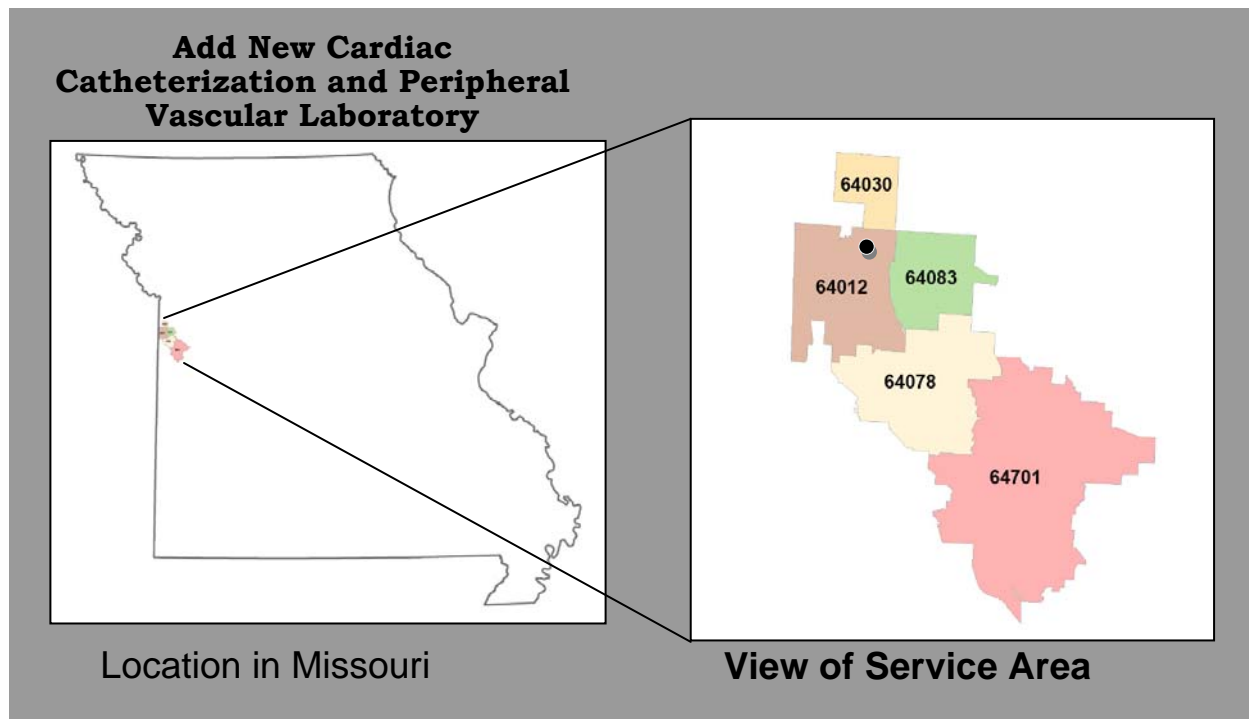 Add New Cardiac
Catheterization and Peripheral
Vascular Laboratory
64030
64083
64012
64078
64701
Location in Missouri
View of Service Area